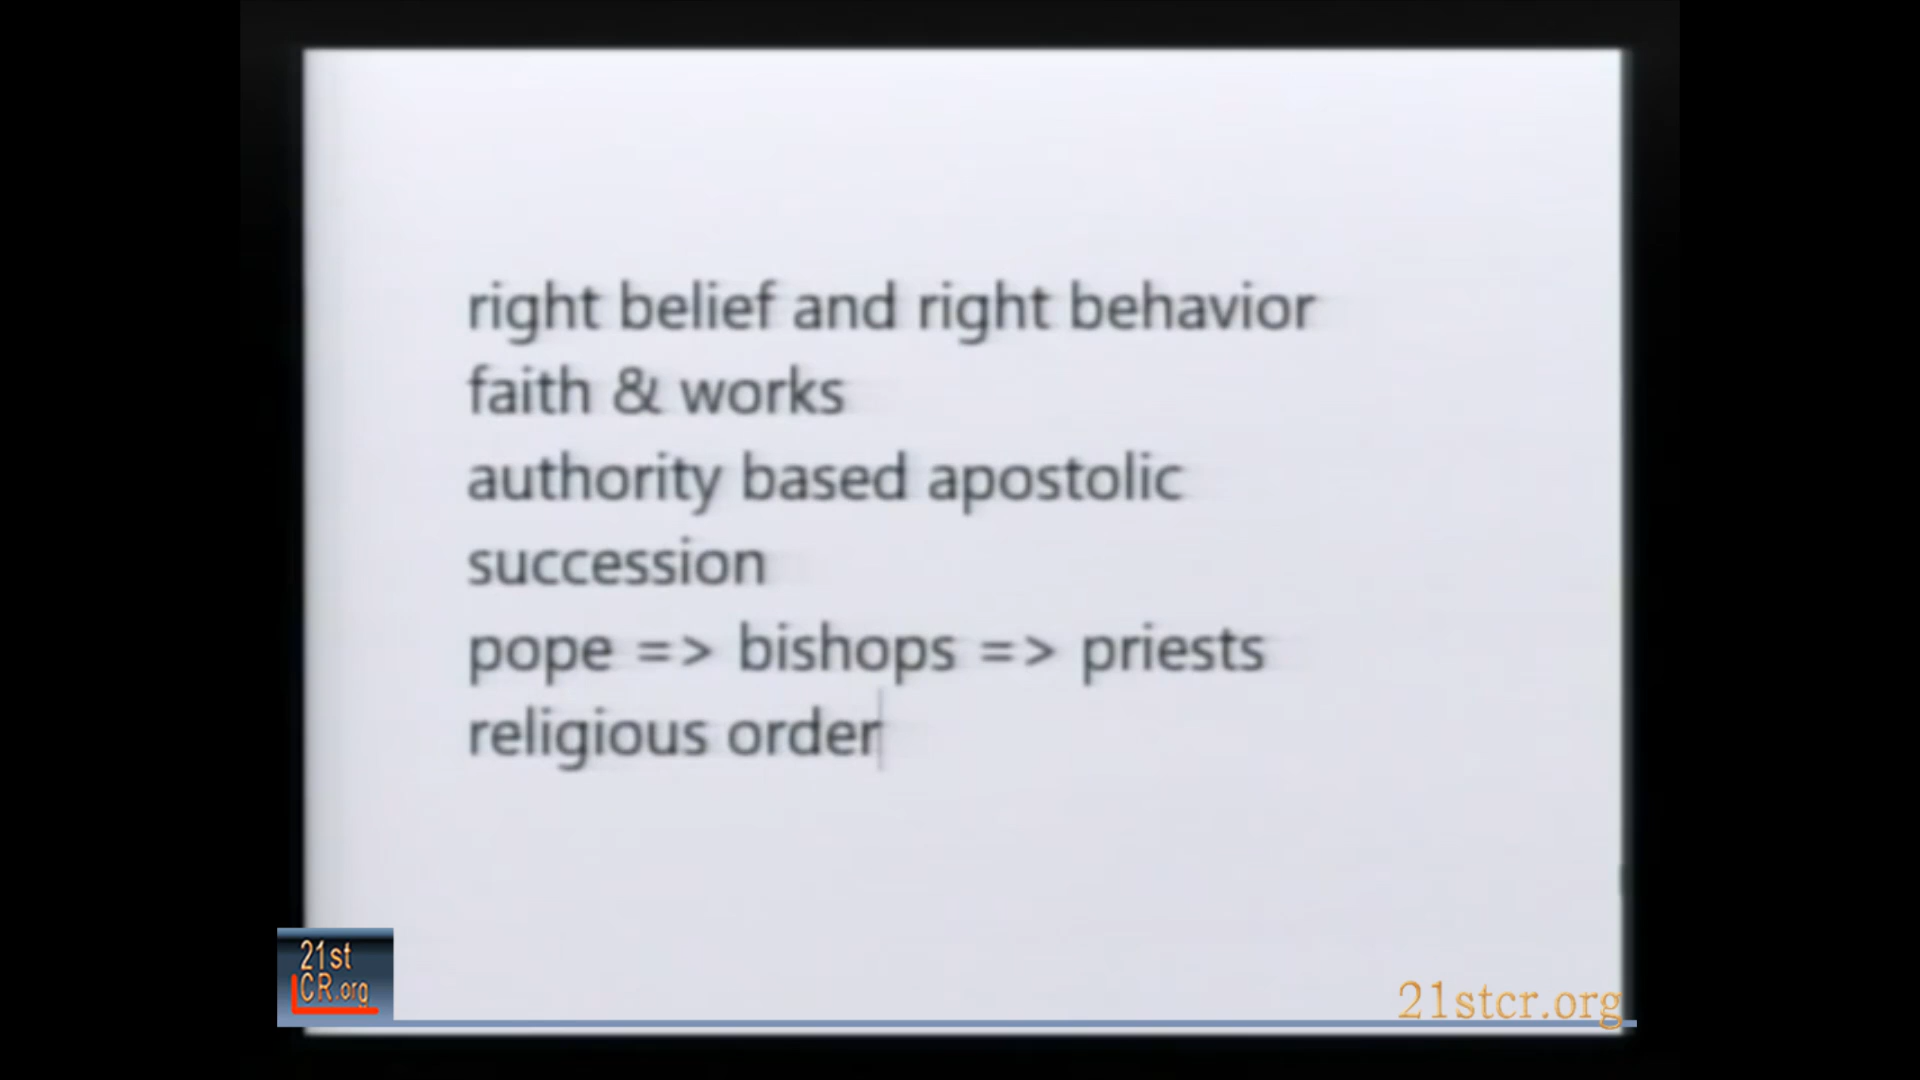 right belief and right behavior
faith & works
authority based apostolic
succession
pope => bishops => priests
religious order
21st
CR.org
21stcr.org